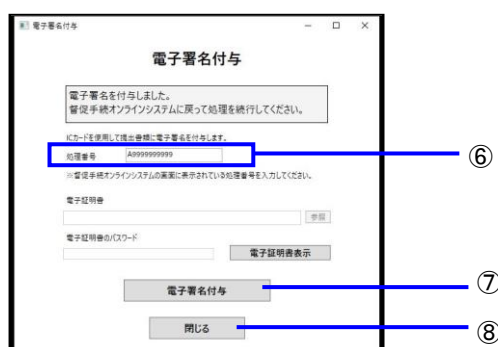 電子署名付与
電子署名付与
電子署名を付与しました。
督促手続オンラインシステムに戻って処理を続行してください。
ICカードを使用して提出書類に電子署名を付与します。
処理番号 A9999999999
⑥
※督促手続オンラインシステムの画面に表示されている処理番号を入力してください。
電子証明書
参照
電子証明書のパスワード
電子証明書表示
電子署名付与
⑦
閉じる
⑧